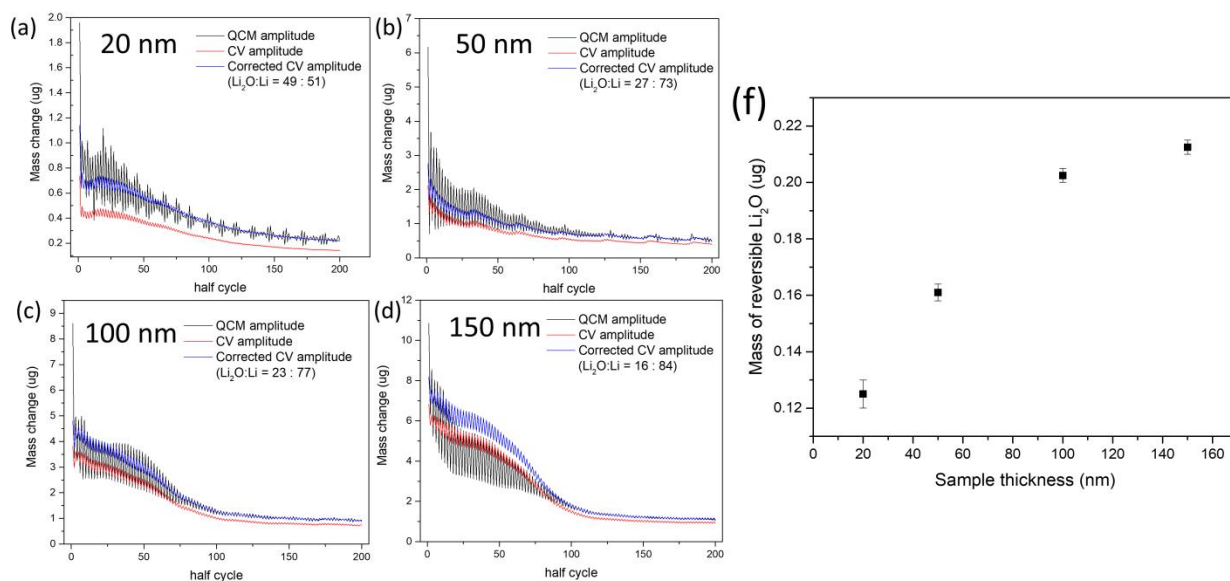 (a)
20 nm
QCM amplitude
CV amplitude
Corrected CV amplitude
(Li₂O:Li = 49 : 51)
Mass change (ug)
2.0
1.8
1.6
1.4
1.2
1.0
0.8
0.6
0.4
0.2
0 50 100 150 200
half cycle
(b)
50 nm
QCM amplitude
CV amplitude
Corrected CV amplitude
(Li₂O:Li = 27 : 73)
Mass change (ug)
7
6
5
4
3
2
1
0
0 50 100 150 200
half cycle
(c)
100 nm
QCM amplitude
CV amplitude
Corrected CV amplitude
(Li₂O:Li = 23 : 77)
Mass change (ug)
9
8
7
6
5
4
3
2
1
0
0 50 100 150 200
half cycle
(d)
150 nm
QCM amplitude
CV amplitude
Corrected CV amplitude
(Li₂O:Li = 16 : 84)
Mass change (ug)
12
10
8
6
4
2
0
0 50 100 150 200
half cycle
(f)
Mass of reversible Li₂O (ug)
0.22
0.20
0.18
0.16
0.14
0.12
0 20 40 60 80 100 120 140 160
Sample thickness (nm)